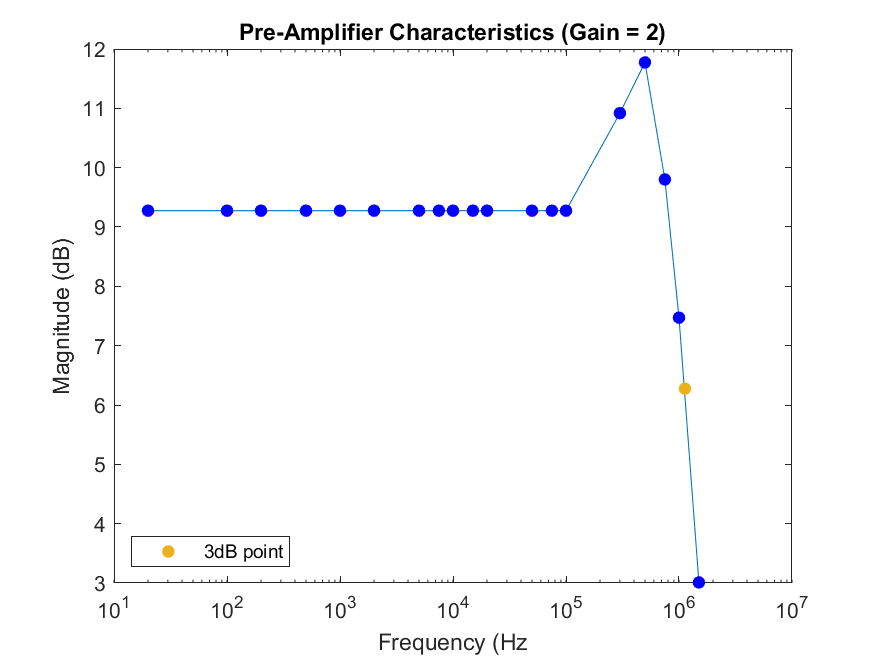 Pre-Amplifier Characteristics (Gain = 2)
12
11
10
9
8
7
6
5
4
3
Magnitude (dB)
3dB point
10^1 10^2 10^3 10^4 10^5 10^6 10^7
Frequency (Hz